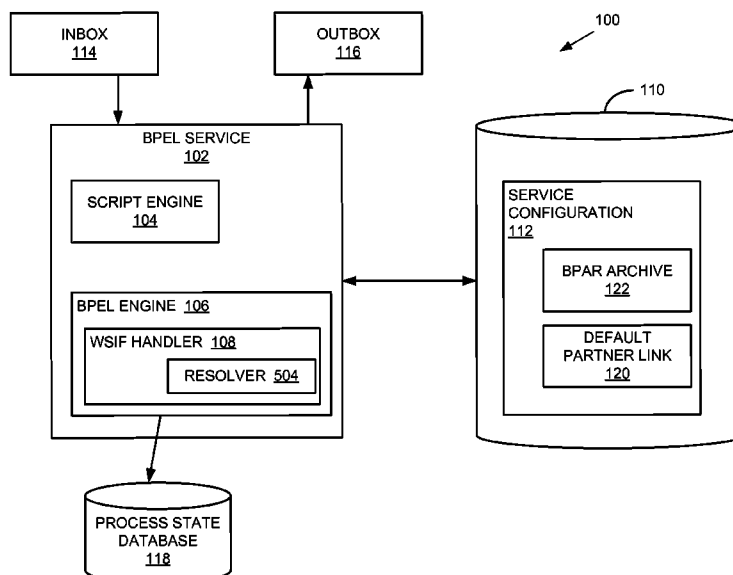 INBOX
114
OUTBOX
116
100
110
BPEL SERVICE
102
SCRIPT ENGINE
104
BPEL ENGINE 106
WSIF HANDLER 108
RESOLVER 504
SERVICE
CONFIGURATION
112
BPAR ARCHIVE
122
DEFAULT
PARTNER LINK
120
PROCESS STATE
DATABASE
118